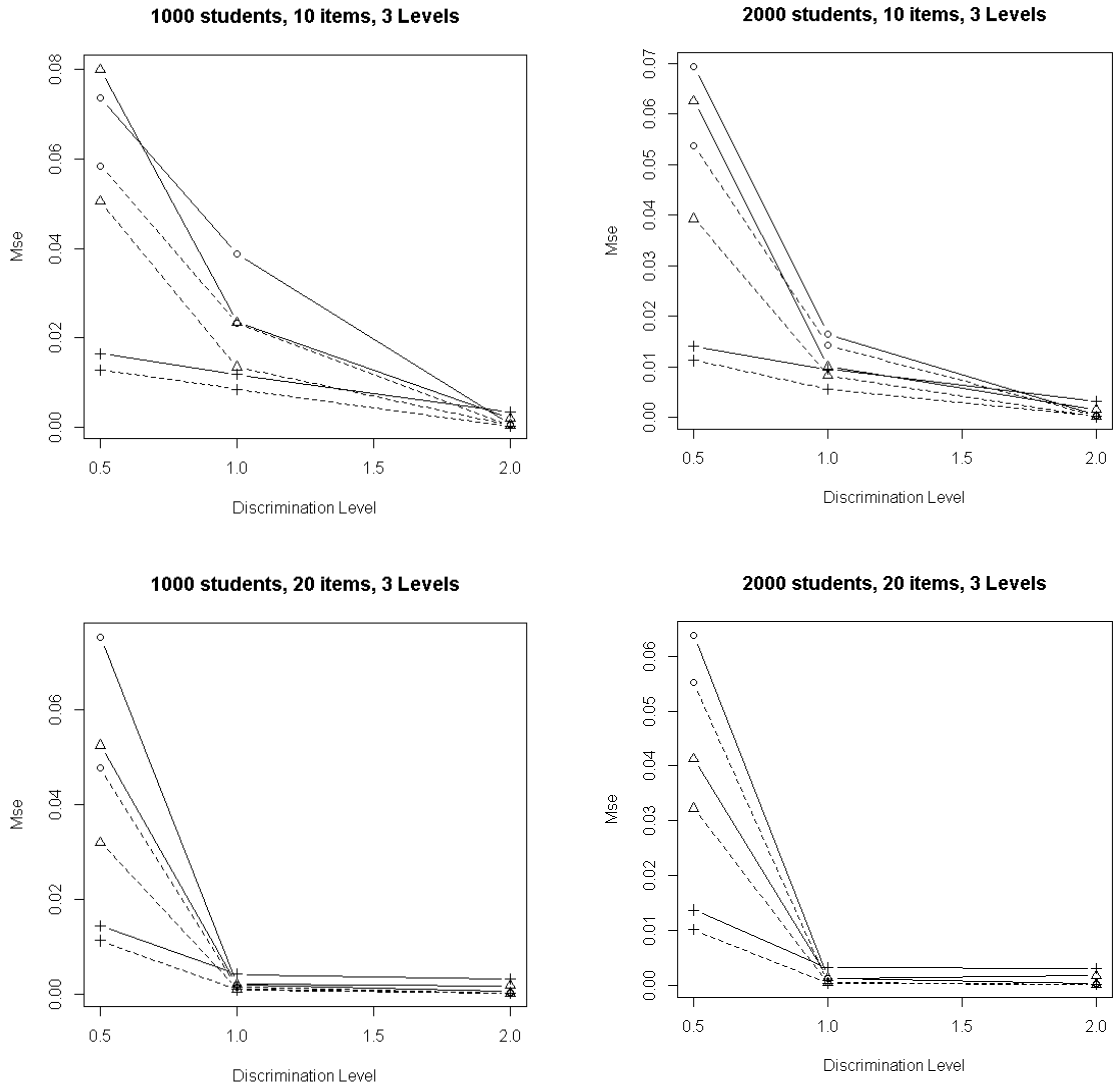 1000 students, 10 items, 3 Levels
0.08
0.06
0.04
0.02
0.00
Mse
0.5 1.0 1.5 2.0
Discrimination Level
2000 students, 10 items, 3 Levels
0.07
0.06
0.05
0.04
0.03
0.02
0.01
0.00
Mse
0.5 1.0 1.5 2.0
Discrimination Level
1000 students, 20 items, 3 Levels
0.06
0.04
0.02
0.00
Mse
0.5 1.0 1.5 2.0
Discrimination Level
2000 students, 20 items, 3 Levels
0.06
0.05
0.04
0.03
0.02
0.01
0.00
Mse
0.5 1.0 1.5 2.0
Discrimination Level